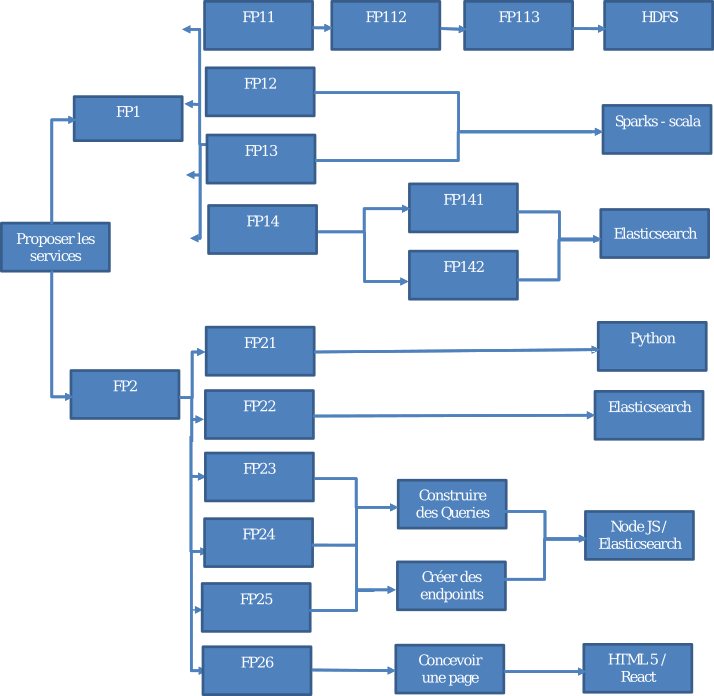 FP11
FP112
FP113
HDFS
FP12
FP1
Sparks - scala
FP13
FP141
FP14
Elasticsearch
Proposer les
services
FP142
FP21
Python
FP2
FP22
Elasticsearch
FP23
Construire
des Queries
FP24
Node JS /
Elasticsearch
Créer des
endpoints
FP25
FP26
Concevoir
une page
HTML 5 /
React